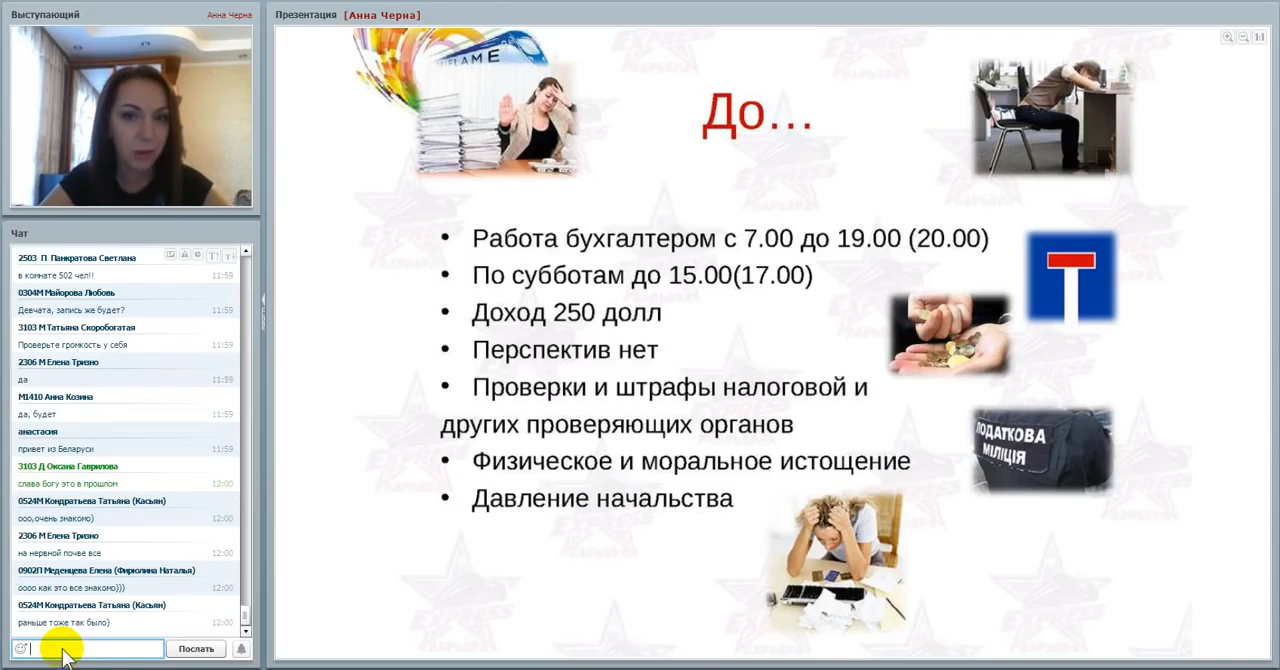 Выступающий
Анна Черна
Чат
2503 П Панкратова Светлана
в комнате 502 чел!!
11:59
0304М Майорова Любовь
Девчата, запись же будет?
11:59
3103 М Татьяна Скоробогатая
Проверьте громкость у себя
11:59
2306 М Елена Тризно
да
11:59
М1410 Анна Козина
да, будет
11:59
анастасия
привет из Беларуси
11:59
3103 Д Оксана Гаврилова
слава Богу это в прошлом
12:00
0524М Кондратьева Татьяна (Касьян)
ооо,очень знакомо)
12:00
2306 М Елена Тризно
на нервной почве все
12:00
0902П Меденцева Елена (Фирюлина Наталья)
оооо как это все знакомо)))
12:00
0524М Кондратьева Татьяна (Касьян)
раньше тоже так было)
12:00
Послать
Презентация [Анна Черна]
1:1
IFLAME
До...
• Работа бухгалтером с 7.00 до 19.00 (20.00)
• По субботам до 15.00(17.00)
• Доход 250 долл
• Перспектив нет
• Проверки и штрафы налоговой и
других проверяющих органов
• Физическое и моральное истощение
• Давление начальства
ПОДАТКОВА
МІЛІЦІЯ